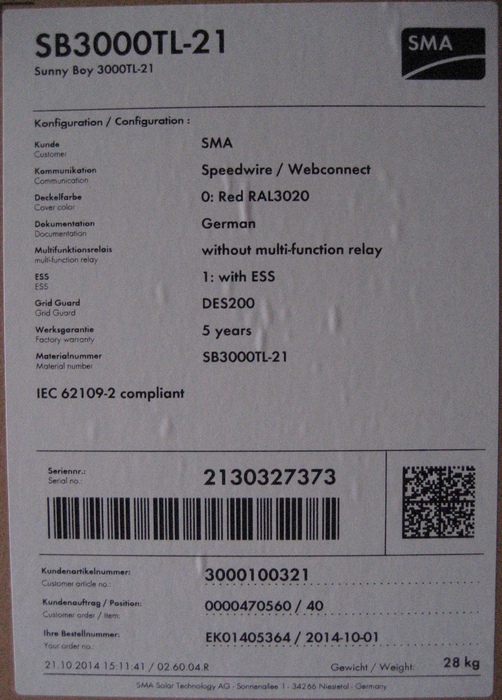 SB3000TL-21
Sunny Boy 3000TL-21
SMA
Konfiguration / Configuration :
Kunde SMA
Customer
Kommunikation Speedwire / Webconnect
Communication
Deckelfarbe 0: Red RAL3020
Cover color
Dokumentation German
Documentation
Multifunktionsrelais without multi-function relay
multi-function relay
ESS 1: with ESS
ESS
Grid Guard DES200
Grid Guard
Werksgarantie 5 years
Factory warranty
Materialnummer SB3000TL-21
Material number
IEC 62109-2 compliant
Seriennr.: 2130327373
Serial no.:
Kundenartikelnummer: 3000100321
Customer article no.:
Kundenauftrag / Position: 0000470560 / 40
Customer order / Item:
Ihre Bestellnummer: EK01405364 / 2014-10-01
Your order no.:
21.10.2014 15:11:41 / 02.60.04.R Gewicht / Weight: 28 kg
SMA Solar Technology AG - Sonnenallee 1 - 34266 Niestetal - Germany